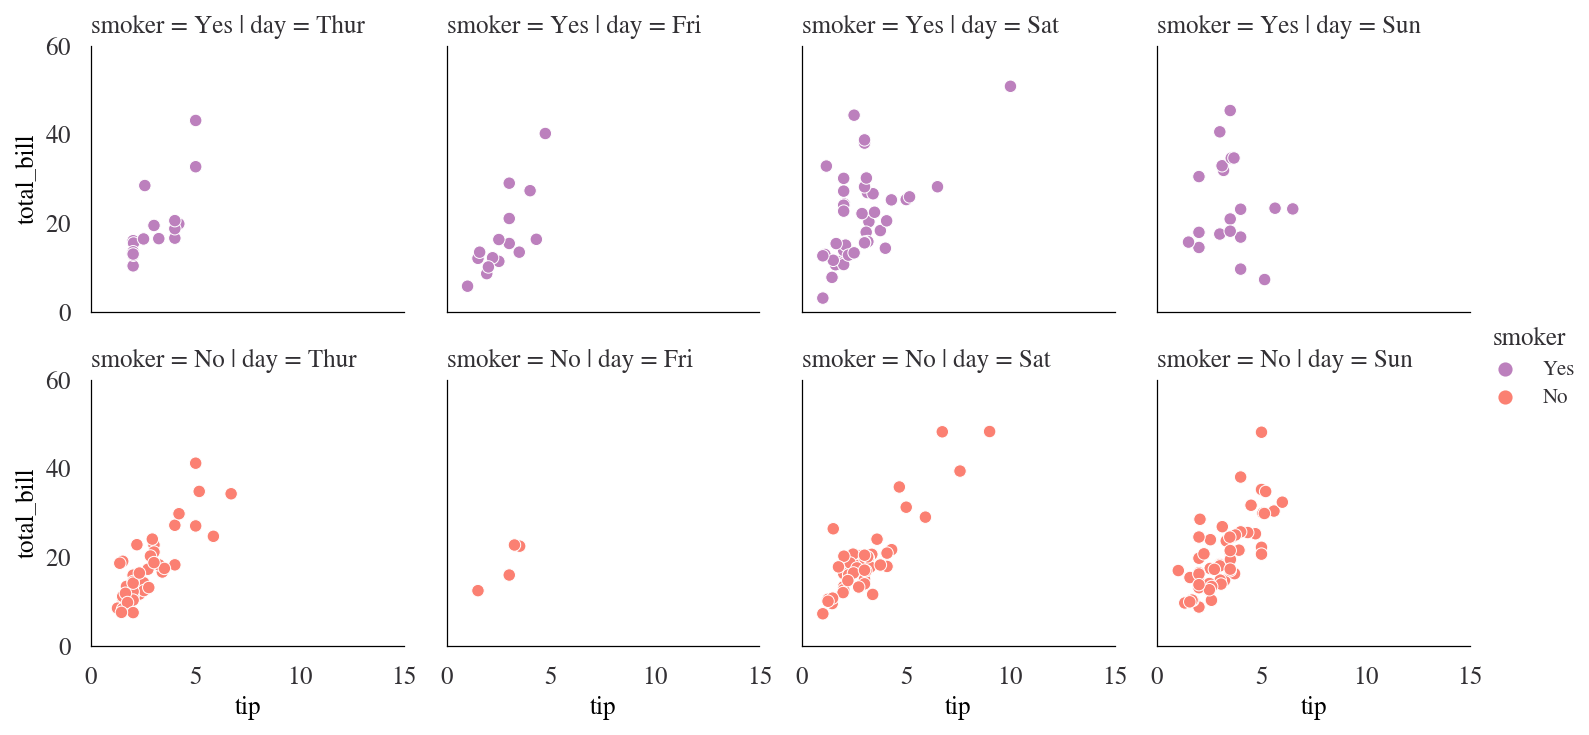 smoker = Yes | day = Thur
smoker = Yes | day = Fri
smoker = Yes | day = Sat
smoker = Yes | day = Sun
60
40
20
0
total_bill
smoker = No | day = Thur
smoker = No | day = Fri
smoker = No | day = Sat
smoker = No | day = Sun
60
40
20
0
total_bill
0 5 10 15
0 5 10 15
0 5 10 15
0 5 10 15
tip
tip
tip
tip
smoker
Yes
No